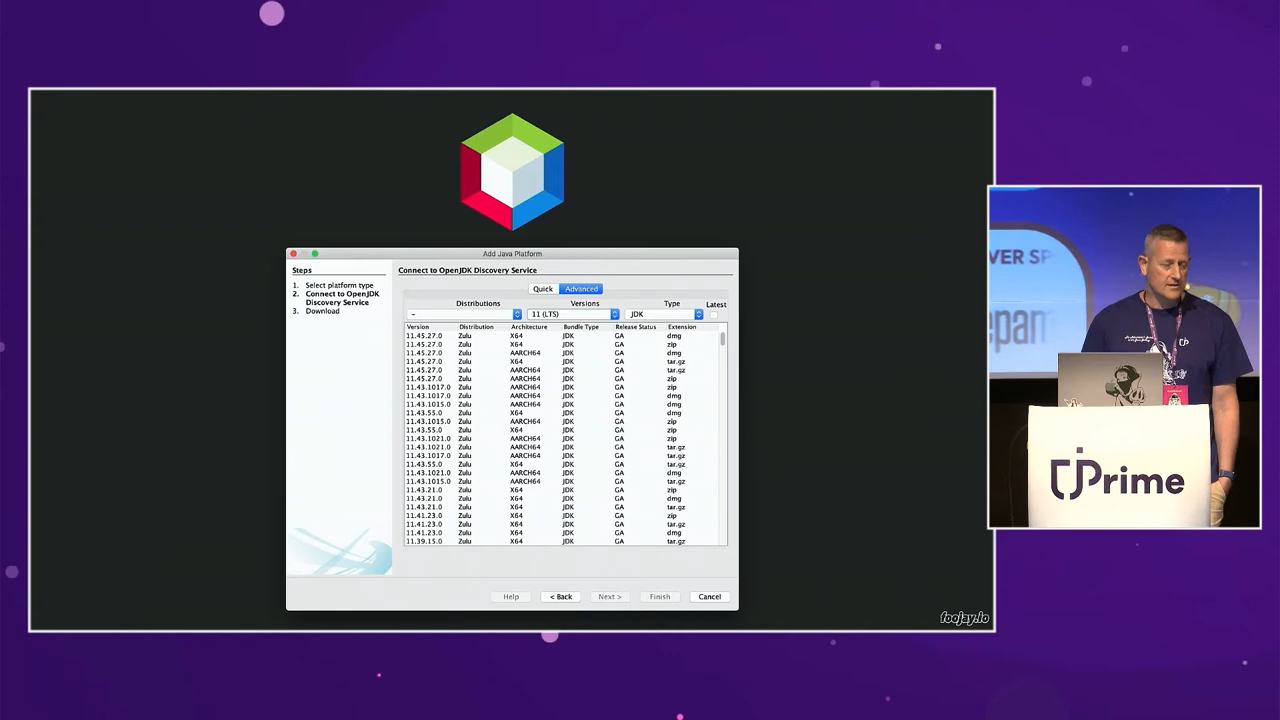 Add Java Platform
Steps
1. Select platform type
2. Connect to OpenJDK
Discovery Service
3. Download
Connect to OpenJDK Discovery Service
Quick Advanced
Distributions Versions Type Latest
- 11 (LTS) JDK
Version Distribution Architecture Bundle Type Release Status Extension
11.45.27.0 Zulu X64 JDK GA dmg
11.45.27.0 Zulu X64 JDK GA zip
11.45.27.0 Zulu AARCH64 JDK GA dmg
11.45.27.0 Zulu X64 JDK GA tar.gz
11.45.27.0 Zulu AARCH64 JDK GA tar.gz
11.45.27.0 Zulu AARCH64 JDK GA zip
11.43.1017.0 Zulu AARCH64 JDK GA zip
11.43.1017.0 Zulu AARCH64 JDK GA dmg
11.43.1015.0 Zulu AARCH64 JDK GA dmg
11.43.55.0 Zulu X64 JDK GA dmg
11.43.1015.0 Zulu AARCH64 JDK GA tar.gz
11.43.55.0 Zulu X64 JDK GA zip
11.43.1021.0 Zulu AARCH64 JDK GA zip
11.43.1021.0 Zulu AARCH64 JDK GA tar.gz
11.43.1017.0 Zulu AARCH64 JDK GA tar.gz
11.43.55.0 Zulu X64 JDK GA tar.gz
11.43.1021.0 Zulu AARCH64 JDK GA dmg
11.43.1015.0 Zulu AARCH64 JDK GA zip
11.43.21.0 Zulu X64 JDK GA zip
11.43.21.0 Zulu X64 JDK GA dmg
11.43.21.0 Zulu X64 JDK GA tar.gz
11.41.23.0 Zulu X64 JDK GA zip
11.41.23.0 Zulu X64 JDK GA tar.gz
11.41.23.0 Zulu X64 JDK GA dmg
11.39.15.0 Zulu X64 JDK GA tar.gz
Help < Back Next > Finish Cancel
foojay.io
VER SP
epam
jPrime